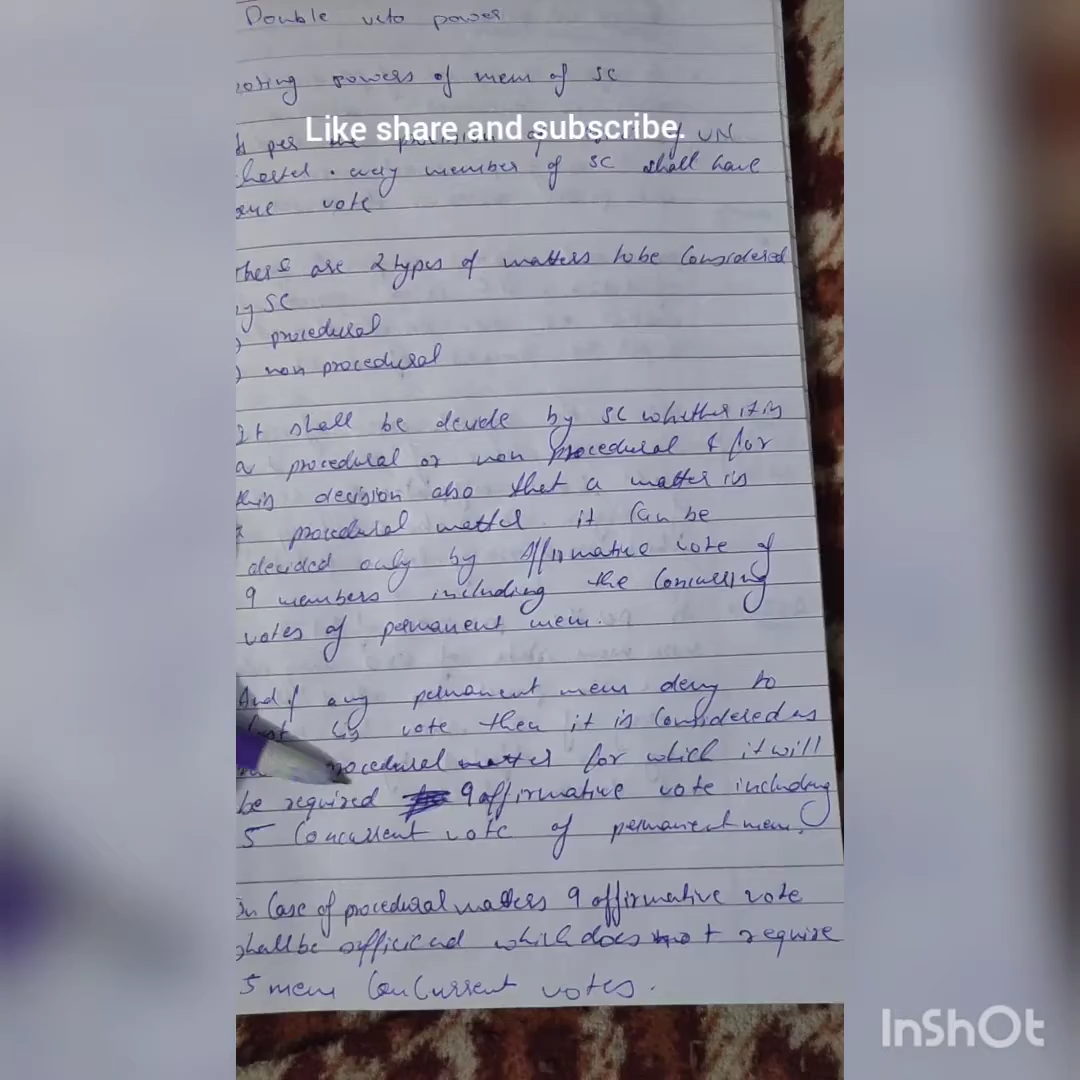 Double veto power
voting powers of mem of SC
Like share and subscribe.
per the provision of UN
every member of SC shall have
one vote
There are 2 types of matters to be Considered
by SC
) procedural
) non procedural
It shall be decide by SC whether it is
a procedural or non procedural & for
this decision also that a matter is
procedural matter it can be
decided only by Affirmative vote of
9 members including the Concurring
votes of permanent mem.
And if any permanent mem deny to
vote then it is Considered as
procedural matter for which it will
be required 9 affirmative vote including
5 Concurrent vote of permanent mem.
In Case of procedural matters 9 affirmative vote
shall be sufficient which does not require
5 mem Concurrent votes.
InShOt